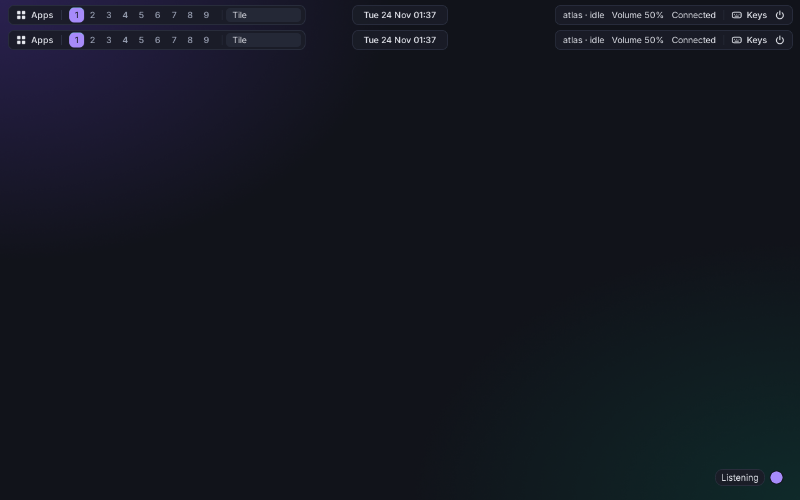 Apps 1 2 3 4 5 6 7 8 9 Tile Tue 24 Nov 01:37 atlas · idle Volume 50% Connected Keys
Apps 1 2 3 4 5 6 7 8 9 Tile Tue 24 Nov 01:37 atlas · idle Volume 50% Connected Keys
Listening